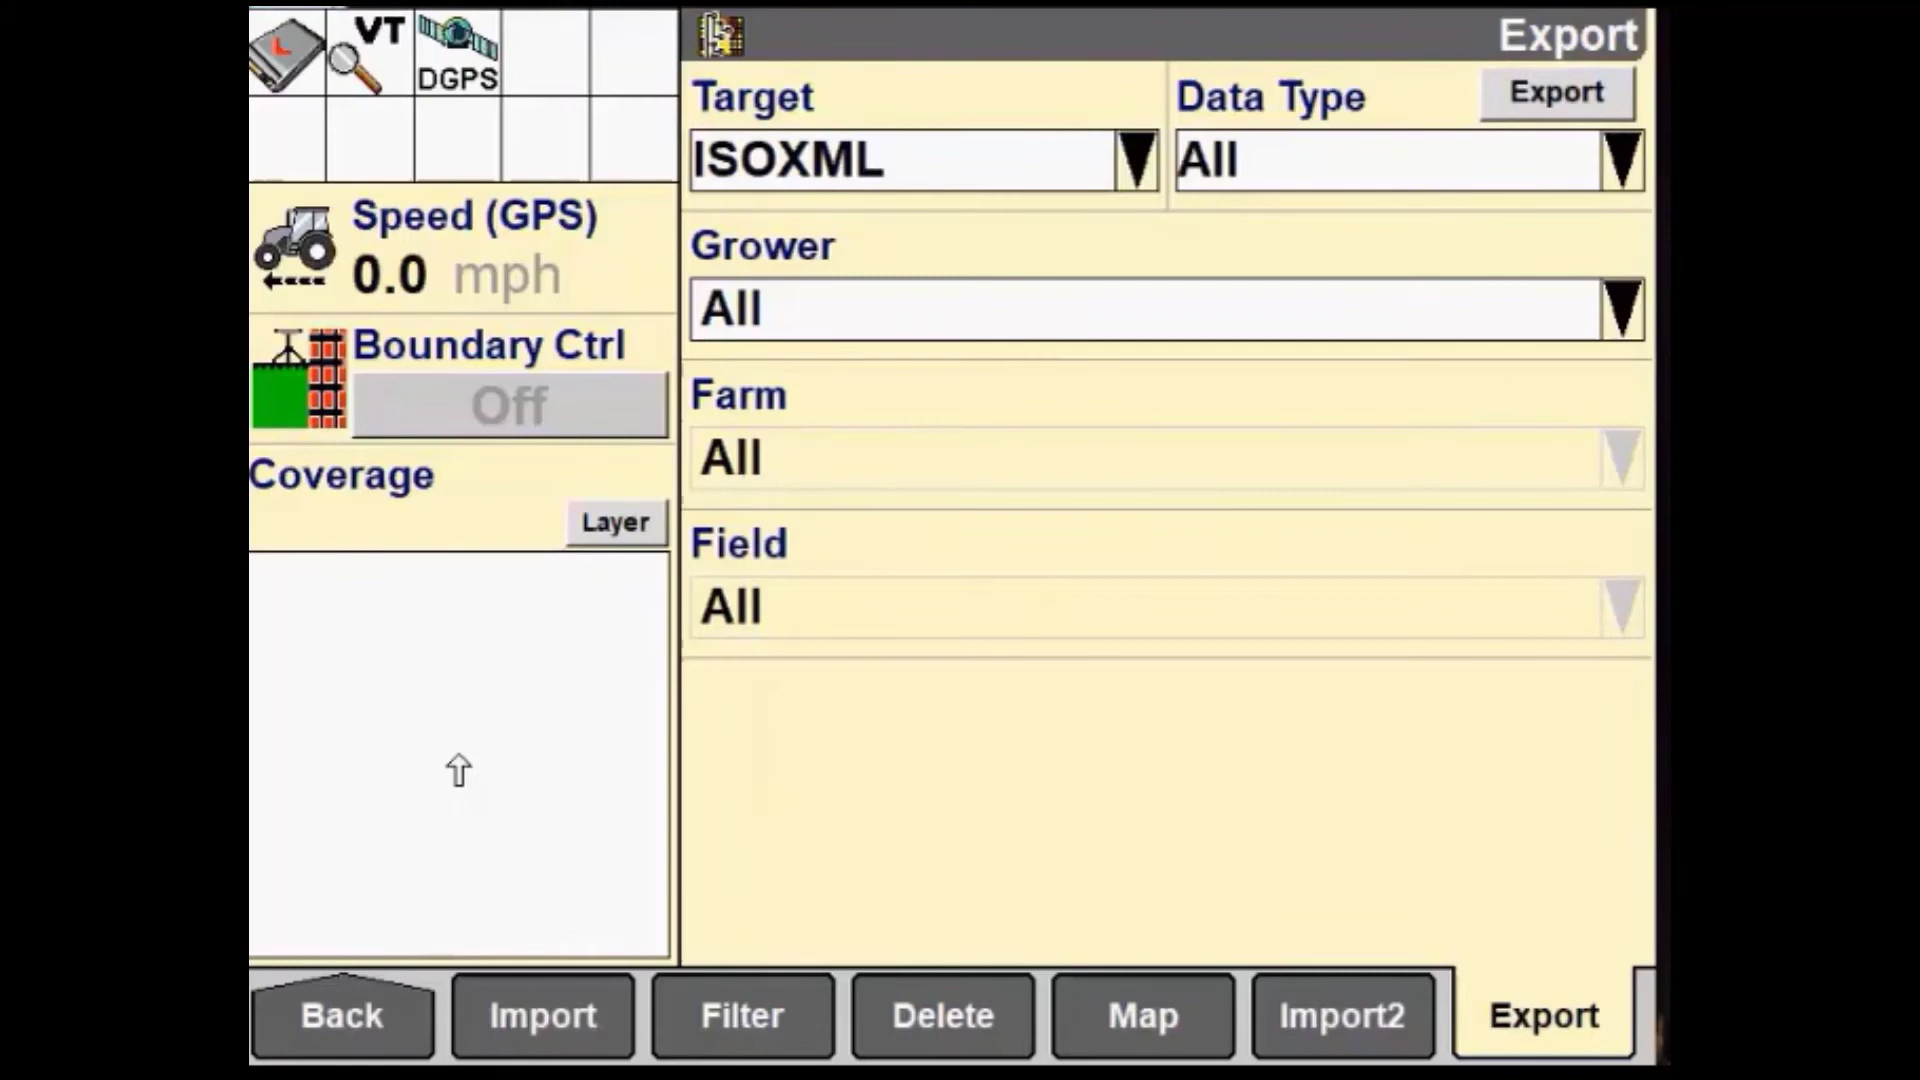 VT
DGPS
Speed (GPS)
0.0 mph
Boundary Ctrl
Off
Coverage
Layer
Export
Target
Data Type
Export
ISOXML
All
Grower
All
Farm
All
Field
All
Back
Import
Filter
Delete
Map
Import2
Export